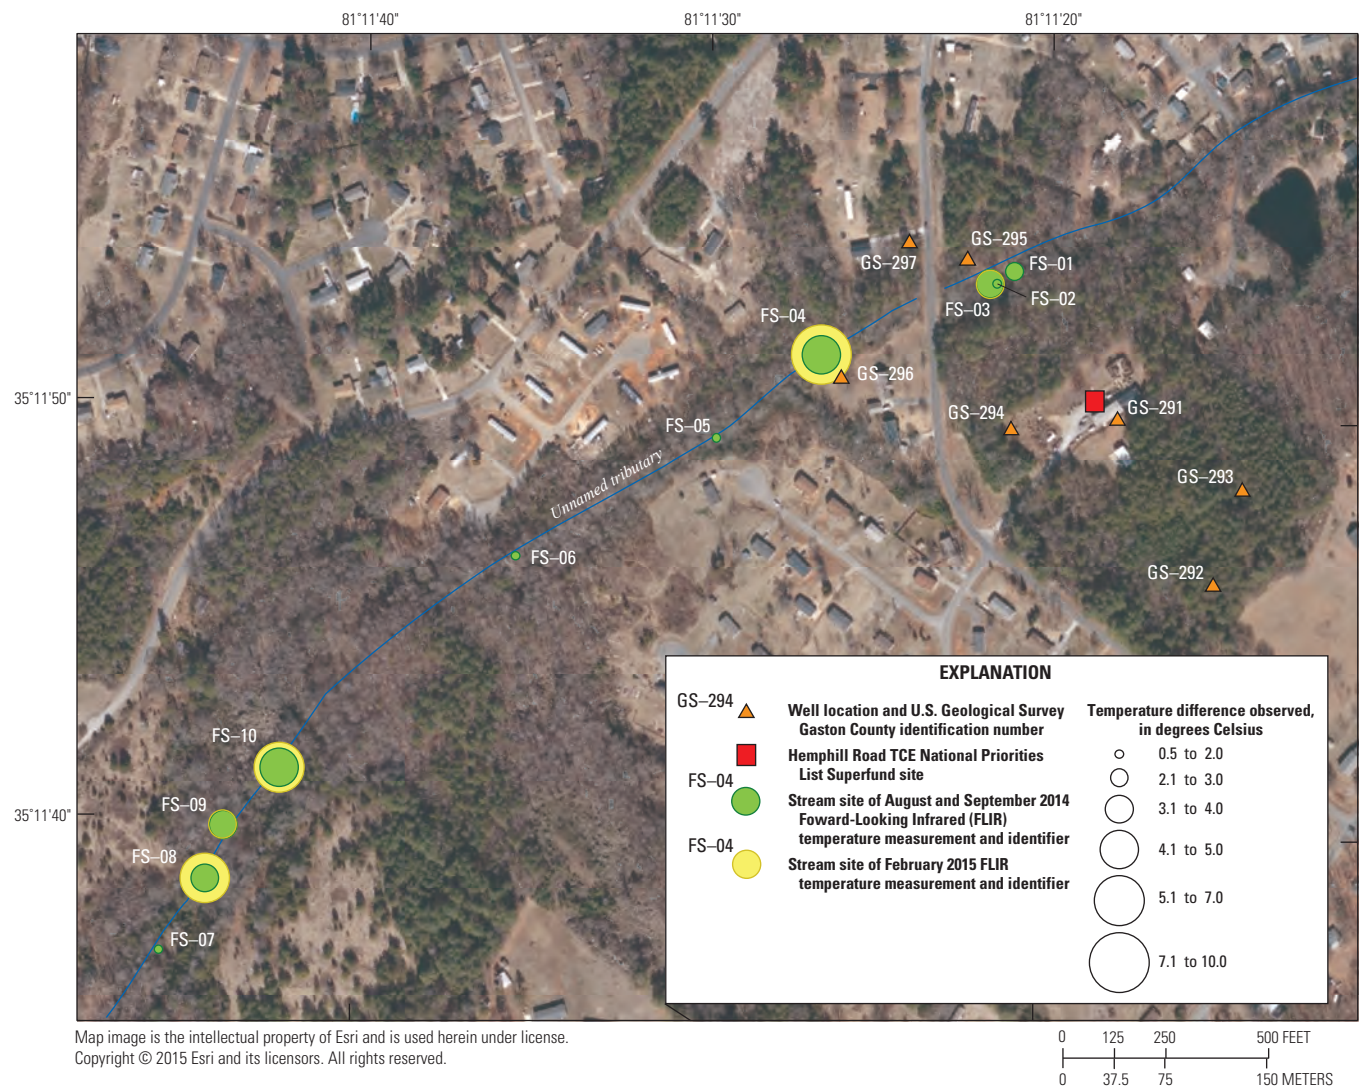 81°11'40"
81°11'30"
81°11'20"
GS–295
GS–297
FS–01
FS–02
FS–03
FS–04
GS–296
35°11'50"
GS–294
GS–291
FS–05
Unnamed tributary
GS–293
FS–06
GS–292
FS–10
FS–09
35°11'40"
FS–08
FS–07
EXPLANATION
GS–294
Well location and U.S. Geological Survey
Gaston County identification number
Hemphill Road TCE National Priorities
List Superfund site
FS–04
Stream site of August and September 2014
Foward-Looking Infrared (FLIR)
temperature measurement and identifier
FS–04
Stream site of February 2015 FLIR
temperature measurement and identifier
Temperature difference observed,
in degrees Celsius
0.5 to 2.0
2.1 to 3.0
3.1 to 4.0
4.1 to 5.0
5.1 to 7.0
7.1 to 10.0
Map image is the intellectual property of Esri and is used herein under license.
Copyright © 2015 Esri and its licensors. All rights reserved.
0 125 250 500 FEET
0 37.5 75 150 METERS